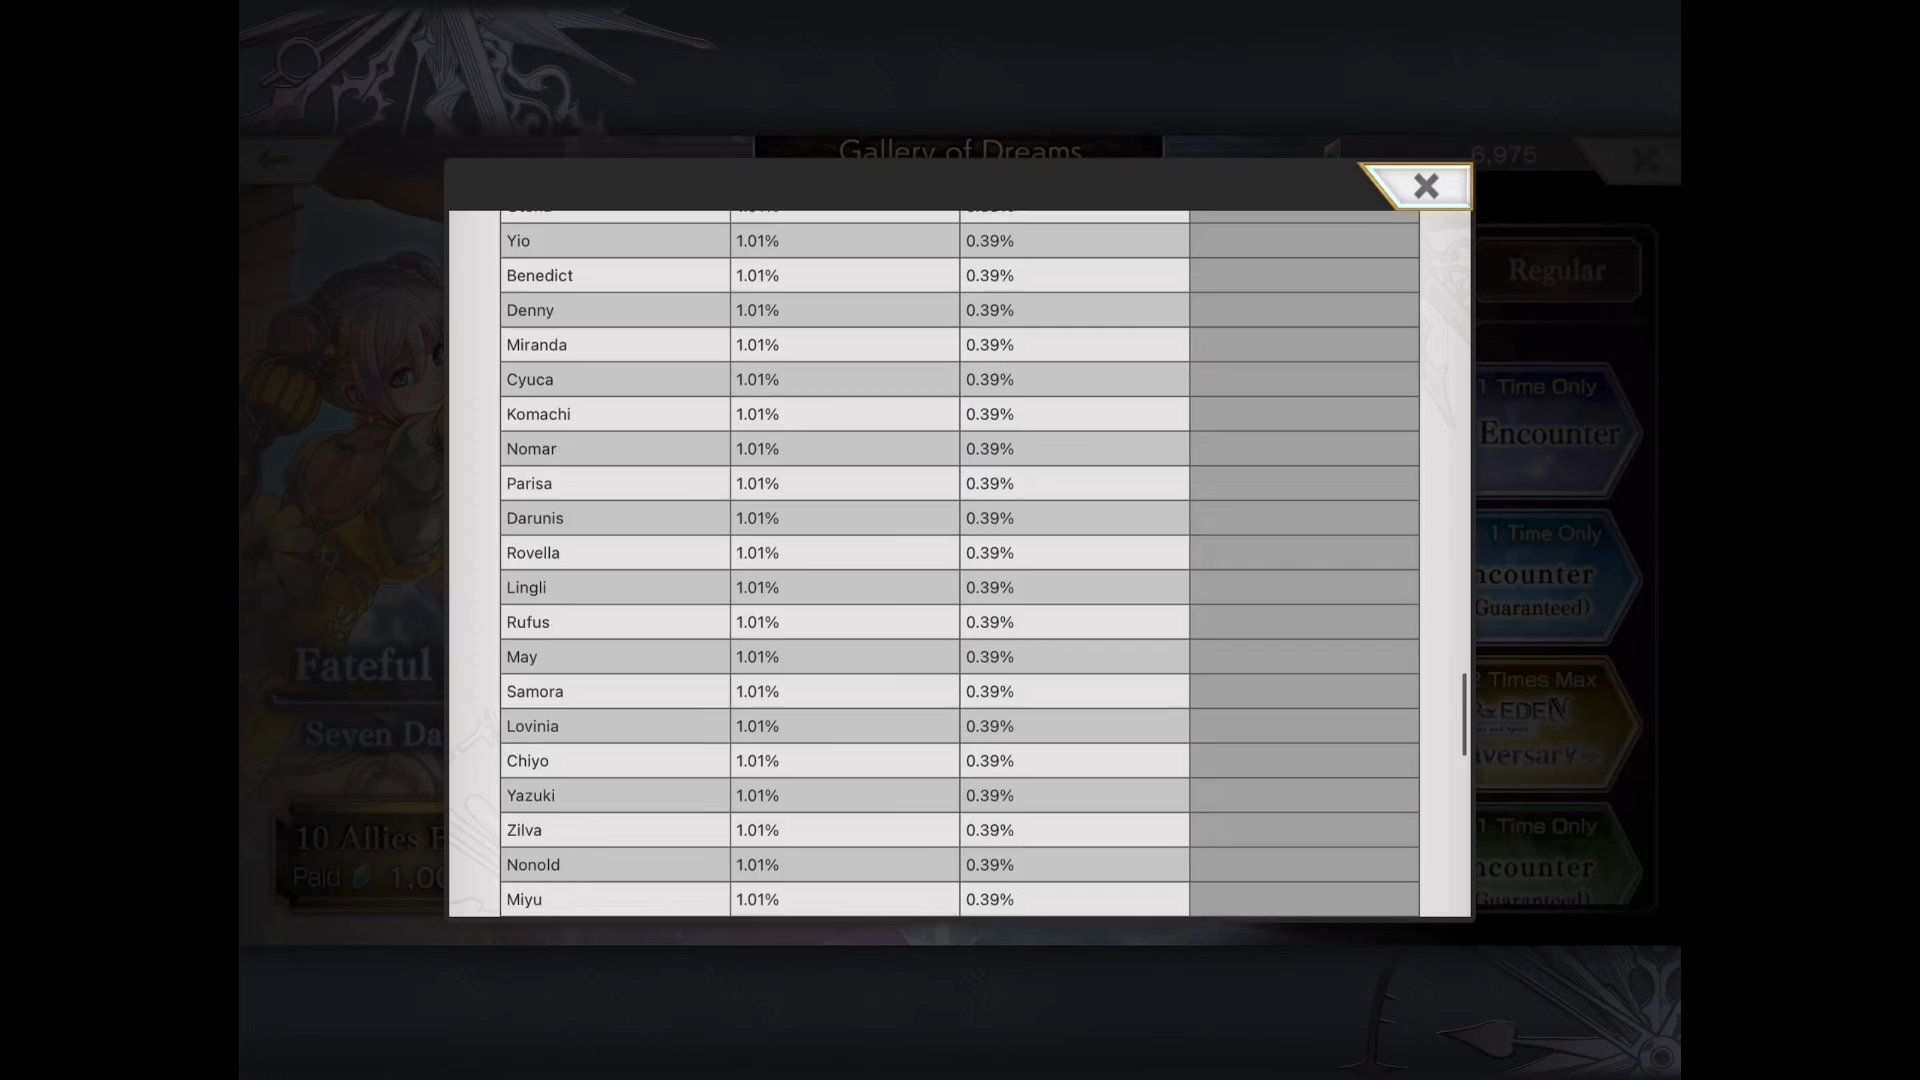 Gallery of Dreams
6,975
Yio 1.01% 0.39%
Benedict 1.01% 0.39%
Denny 1.01% 0.39%
Miranda 1.01% 0.39%
Cyuca 1.01% 0.39%
Komachi 1.01% 0.39%
Nomar 1.01% 0.39%
Parisa 1.01% 0.39%
Darunis 1.01% 0.39%
Rovella 1.01% 0.39%
Lingli 1.01% 0.39%
Rufus 1.01% 0.39%
May 1.01% 0.39%
Samora 1.01% 0.39%
Lovinia 1.01% 0.39%
Chiyo 1.01% 0.39%
Yazuki 1.01% 0.39%
Zilva 1.01% 0.39%
Nonold 1.01% 0.39%
Miyu 1.01% 0.39%
Fateful
Seven Da
10 Allies
Paid 1,00
Regular
1 Time Only
Encounter
1 Time Only
ncounter
Guaranteed)
2 Times Max
EDEN
iversary
1 Time Only
ncounter
Guaranteed)